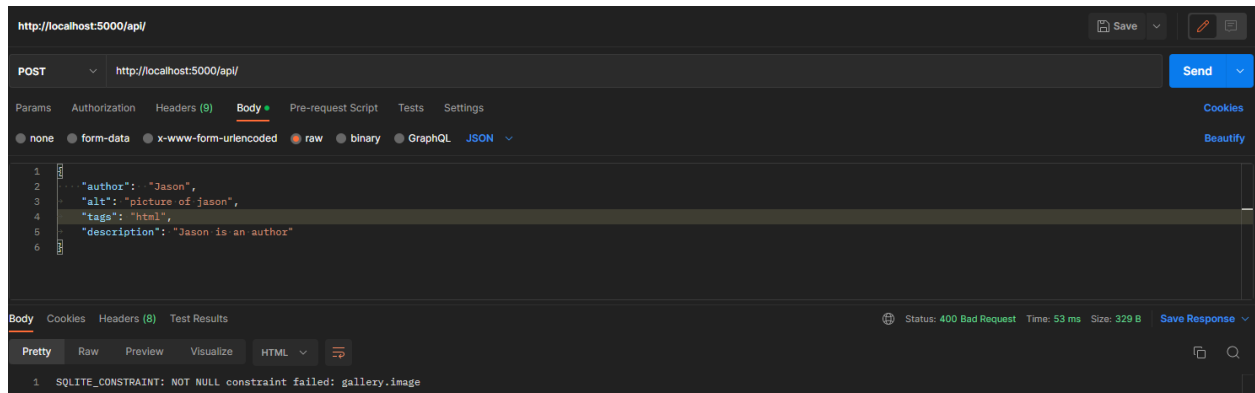 http://localhost:5000/api/ Save
POST http://localhost:5000/api/ Send
Params Authorization Headers (9) Body Pre-request Script Tests Settings Cookies
none form-data x-www-form-urlencoded raw binary GraphQL JSON Beautify
1 {
2 "author": "Jason",
3 "alt": "picture of jason",
4 "tags": "html",
5 "description": "Jason is an author"
6 }
Body Cookies Headers (8) Test Results Status: 400 Bad Request Time: 53 ms Size: 329 B Save Response
Pretty Raw Preview Visualize HTML
1 SQLITE_CONSTRAINT: NOT NULL constraint failed: gallery.image